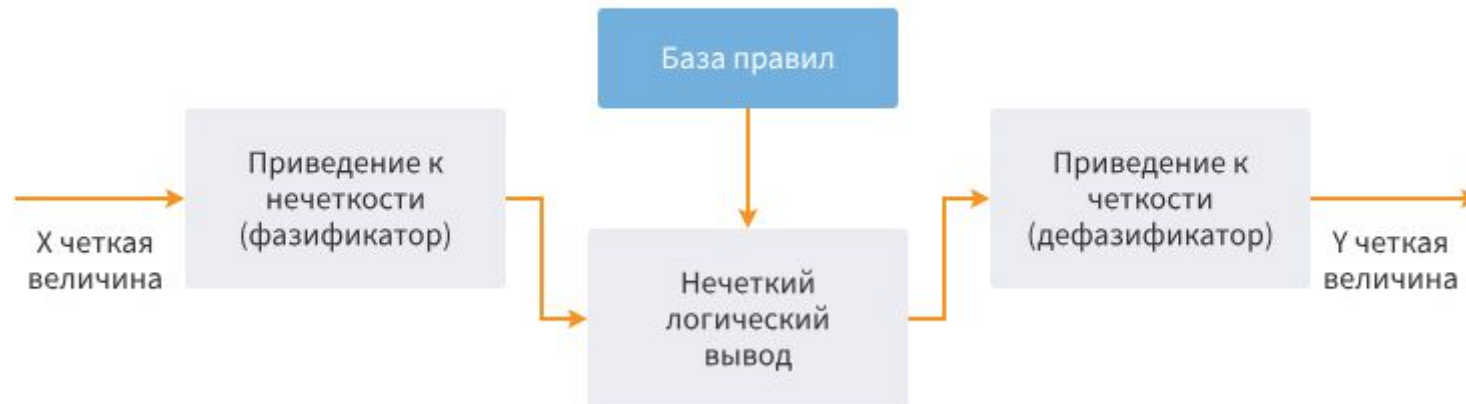 База правил
Приведение к
нечеткости
(фазификатор)
Приведение к
четкости
(дефазификатор)
X четкая
величина
Y четкая
величина
Нечеткий
логический
вывод